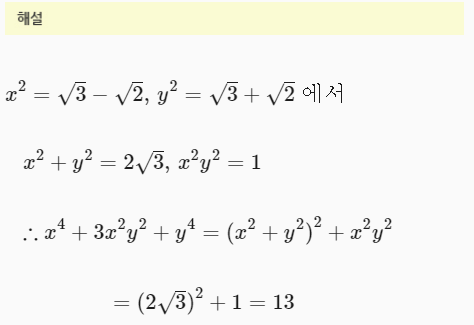 해설
x² = √3 − √2, y² = √3 + √2 에서
x² + y² = 2√3, x²y² = 1
∴ x⁴ + 3x²y² + y⁴ = (x² + y²)² + x²y²
= (2√3)² + 1 = 13